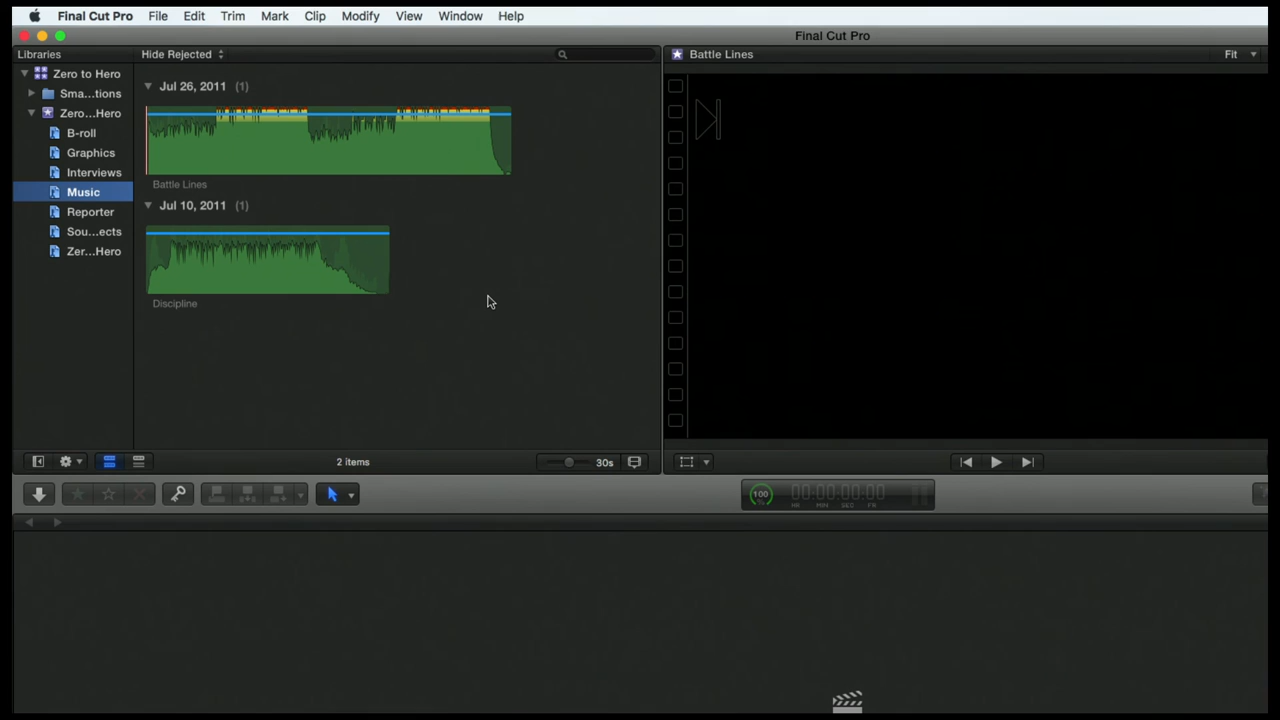 Final Cut Pro File Edit Trim Mark Clip Modify View Window Help
Final Cut Pro
Libraries
Hide Rejected
Battle Lines
Fit
Zero to Hero
Sma...tions
Zero...Hero
B-roll
Graphics
Interviews
Music
Reporter
Sou...ects
Zer...Hero
Jul 26, 2011 (1)
Battle Lines
Jul 10, 2011 (1)
Discipline
2 items
30s
100
%
00:00:00:00
HR MIN SEC FR